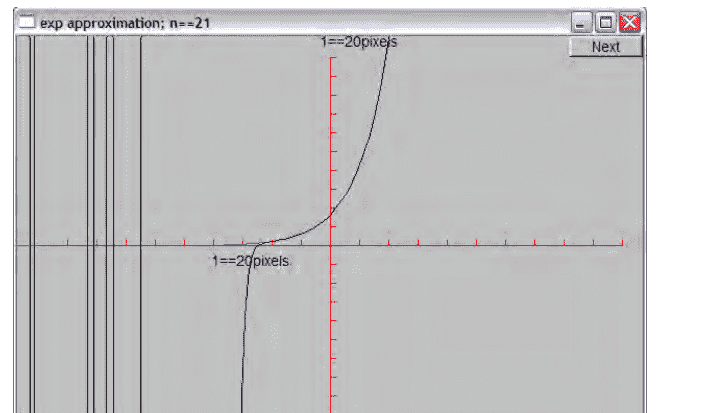 exp approximation; n==21
1==20pixels
Next
1==20pixels